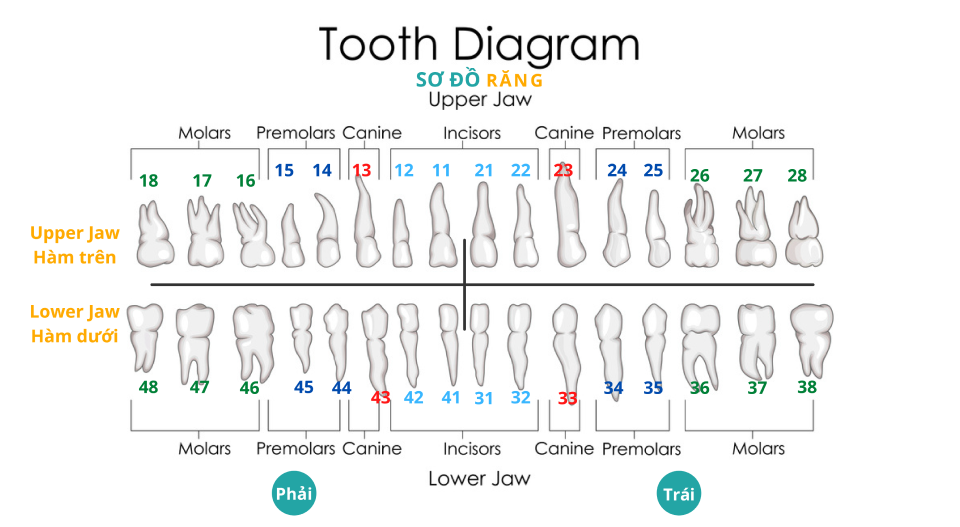 Tooth Diagram
SƠ ĐỒ RĂNG
Upper Jaw
Molars Premolars Canine Incisors Canine Premolars Molars
18 17 16 15 14 13 12 11 21 22 23 24 25 26 27 28
Upper Jaw
Hàm trên
Lower Jaw
Hàm dưới
48 47 46 45 44 43 42 41 31 32 33 34 35 36 37 38
Molars Premolars Canine Incisors Canine Premolars Molars
Lower Jaw
Phải Trái